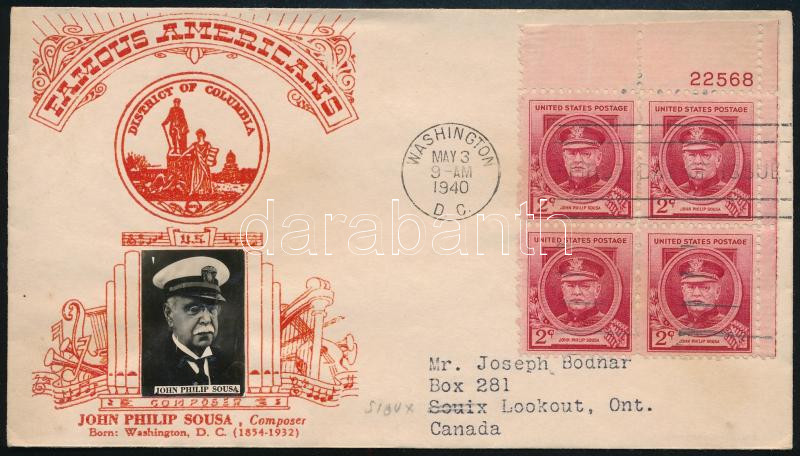 FAMOUS AMERICANS
DISTRICT OF COLUMBIA
U.S.
JOHN PHILIP SOUSA
COMPOSER
JOHN PHILIP SOUSA, Composer
Born: Washington, D. C. (1854-1932)
WASHINGTON
MAY 3
9-AM
1940
D. C.
22568
UNITED STATES POSTAGE
UNITED STATES POSTAGE
2¢ JOHN PHILIP SOUSA
2¢ JOHN PHILIP SOUSA
UNITED STATES POSTAGE
UNITED STATES POSTAGE
2¢ JOHN PHILIP SOUSA
2¢ JOHN PHILIP SOUSA
darabanth
Mr. Joseph Bodnar
Box 281
SIOUX Souix Lookout, Ont.
Canada